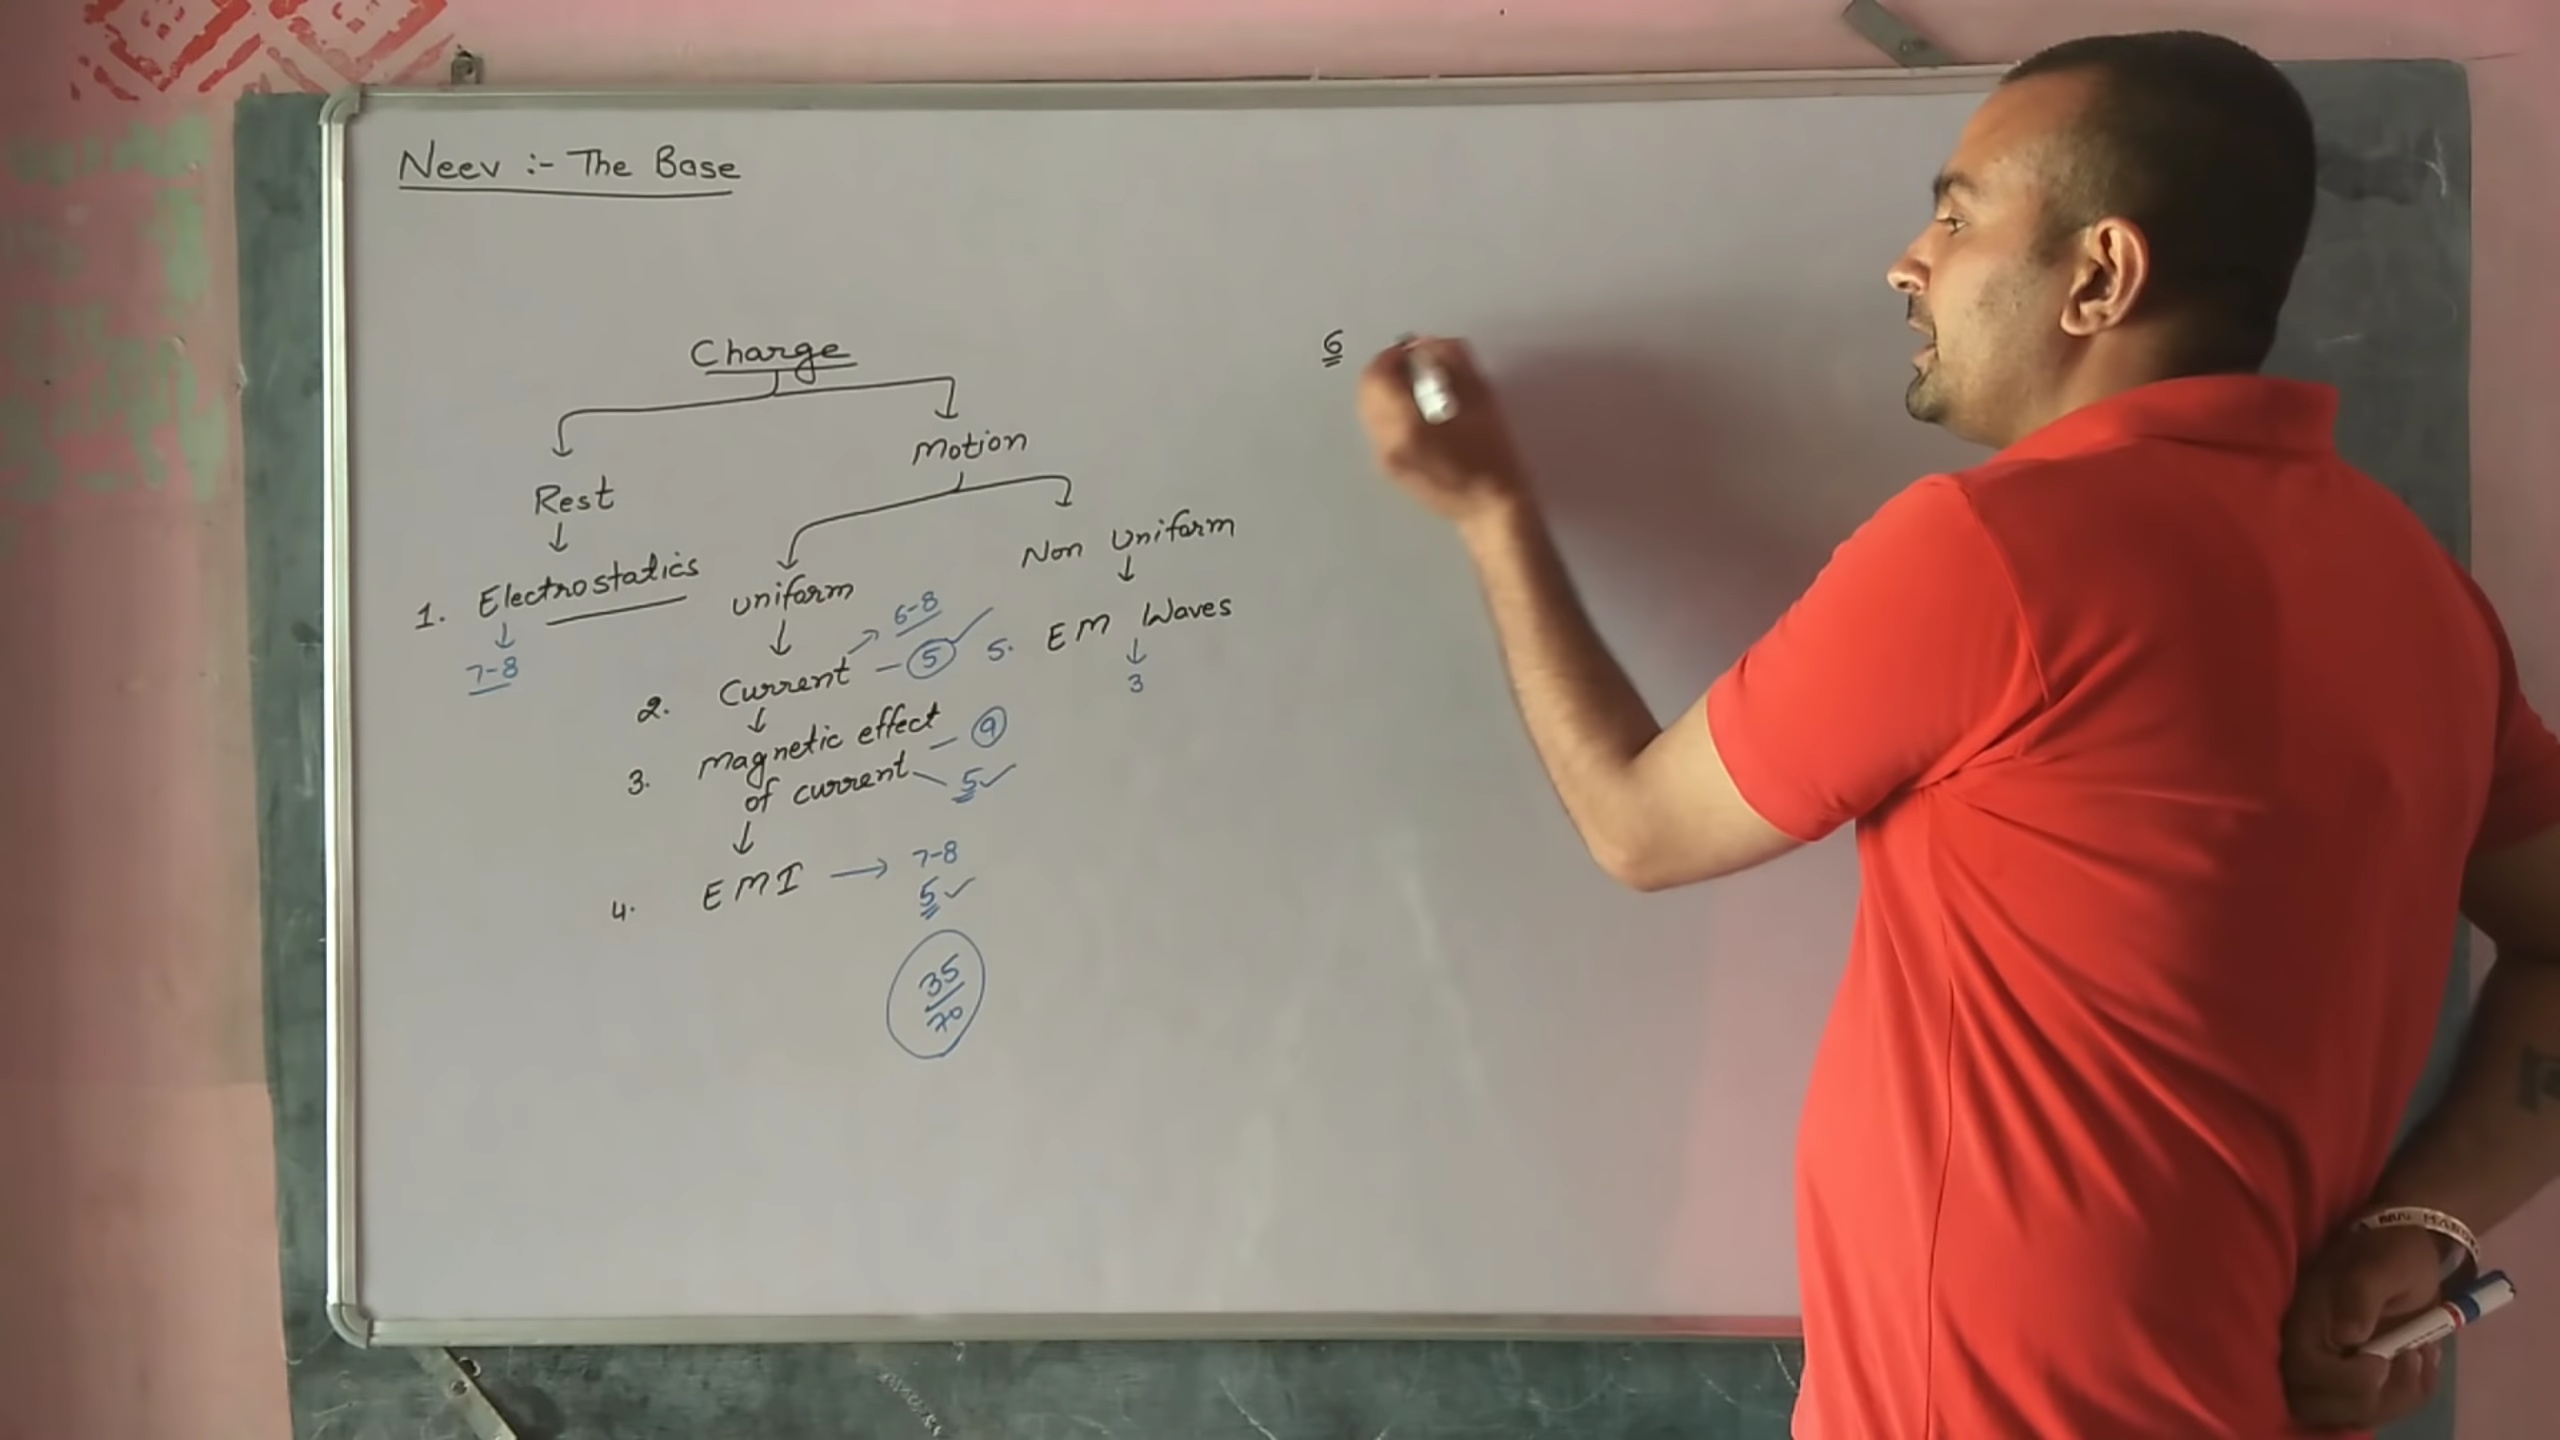 Neev :- The Base
Charge
6
Motion
Rest
Non Uniform
1. Electrostatics
uniform
7-8
6-8
5. EM Waves
3
2. Current - 5
3. Magnetic effect - 9
of current 5 ✓
4. EMI → 7-8
5 ✓
35
70